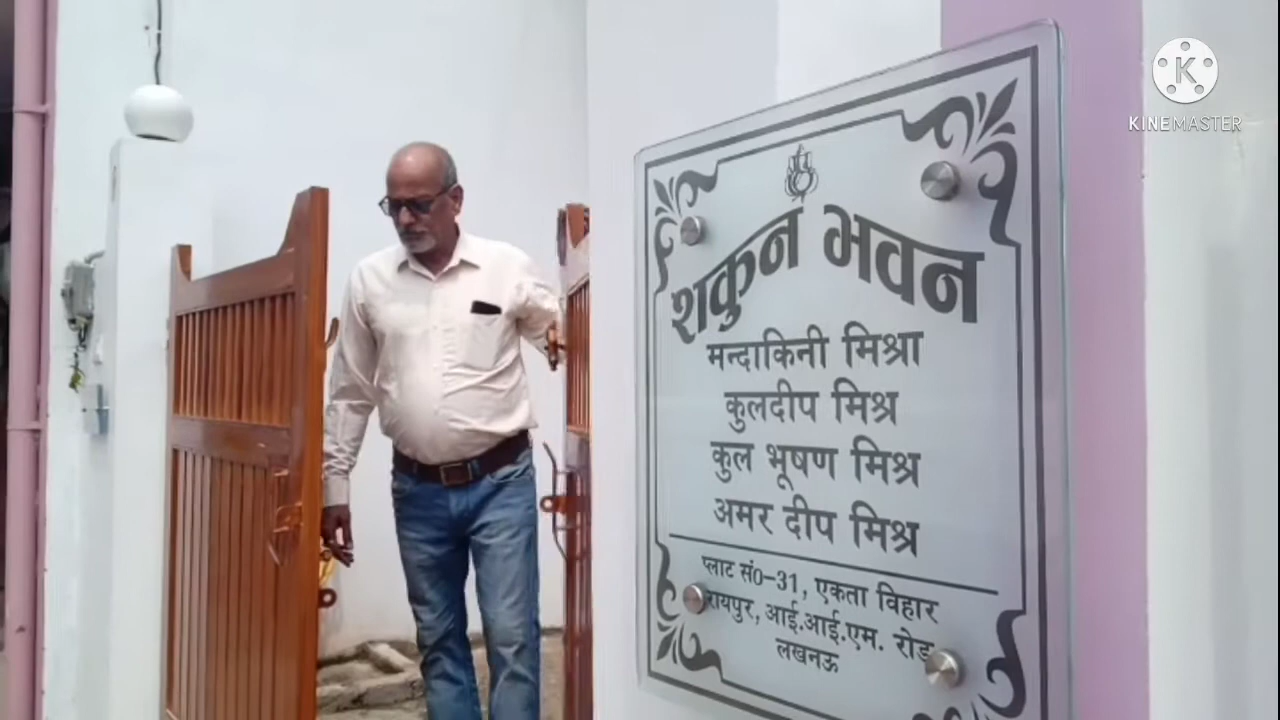 शकुन भवन
मन्दाकिनी मिश्रा
कुलदीप मिश्र
कुल भूषण मिश्र
अमर दीप मिश्र
प्लाट सं0-31, एकता विहार
रायपुर, आई.आई.एम. रोड
लखनऊ
K
KINEMASTER